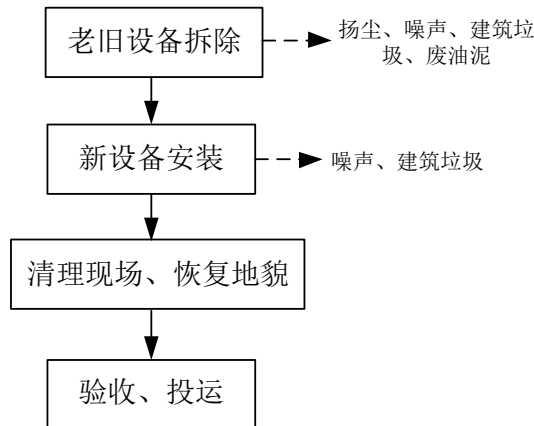 老旧设备拆除
扬尘、噪声、建筑垃
圾、废油泥
新设备安装
噪声、建筑垃圾
清理现场、恢复地貌
验收、投运